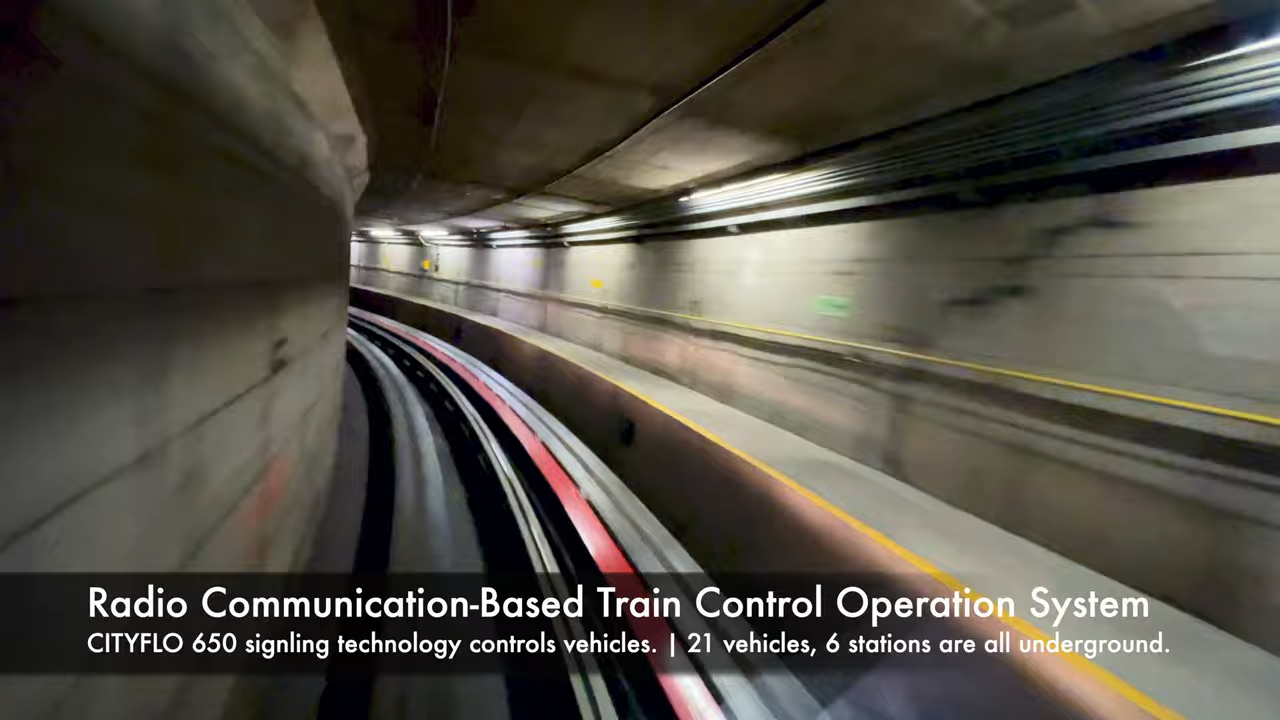 Radio Communication-Based Train Control Operation System
CITYFLO 650 signling technology controls vehicles. | 21 vehicles, 6 stations are all underground.